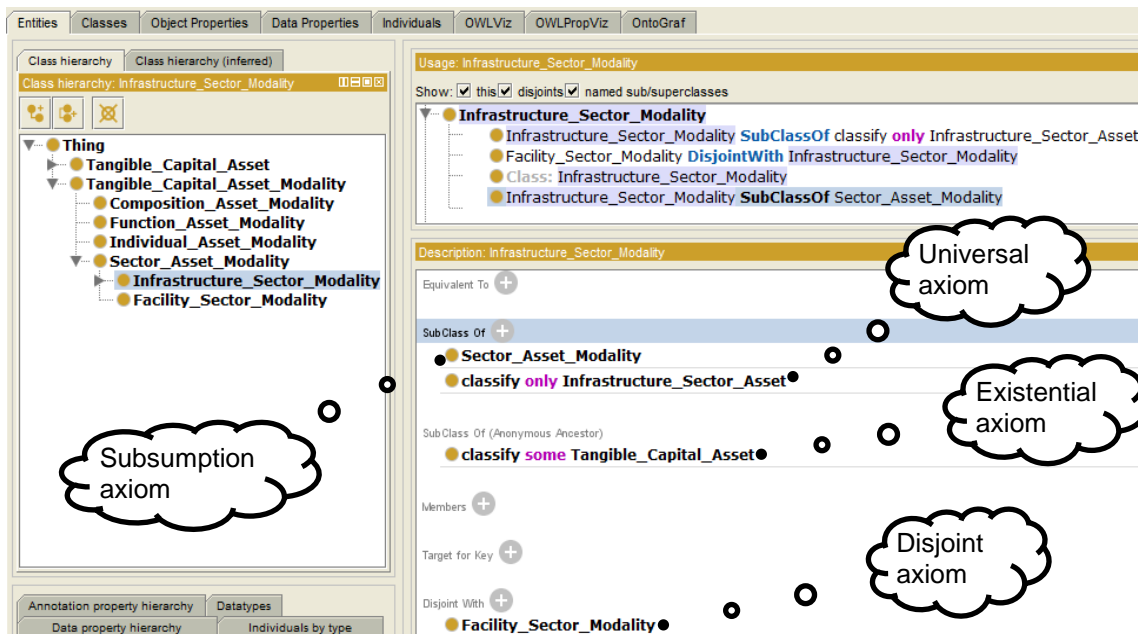 Entities Classes Object Properties Data Properties Individuals OWLViz OWLPropViz OntoGraf
Class hierarchy Class hierarchy (inferred)
Class hierarchy: Infrastructure_Sector_Modality
Thing
Tangible_Capital_Asset
Tangible_Capital_Asset_Modality
Composition_Asset_Modality
Function_Asset_Modality
Individual_Asset_Modality
Sector_Asset_Modality
Infrastructure_Sector_Modality
Facility_Sector_Modality
Subsumption
axiom
Annotation property hierarchy Datatypes
Data property hierarchy Individuals by type
Usage: Infrastructure_Sector_Modality
Show: this disjoints named sub/superclasses
Infrastructure_Sector_Modality
Infrastructure_Sector_Modality SubClassOf classify only Infrastructure_Sector_Asset
Facility_Sector_Modality DisjointWith Infrastructure_Sector_Modality
Class: Infrastructure_Sector_Modality
Infrastructure_Sector_Modality SubClassOf Sector_Asset_Modality
Description: Infrastructure_Sector_Modality
Universal
axiom
Equivalent To
SubClass Of
Sector_Asset_Modality
classify only Infrastructure_Sector_Asset
Existential
axiom
SubClass Of (Anonymous Ancestor)
classify some Tangible_Capital_Asset
Members
Target for Key
Disjoint
axiom
Disjoint With
Facility_Sector_Modality